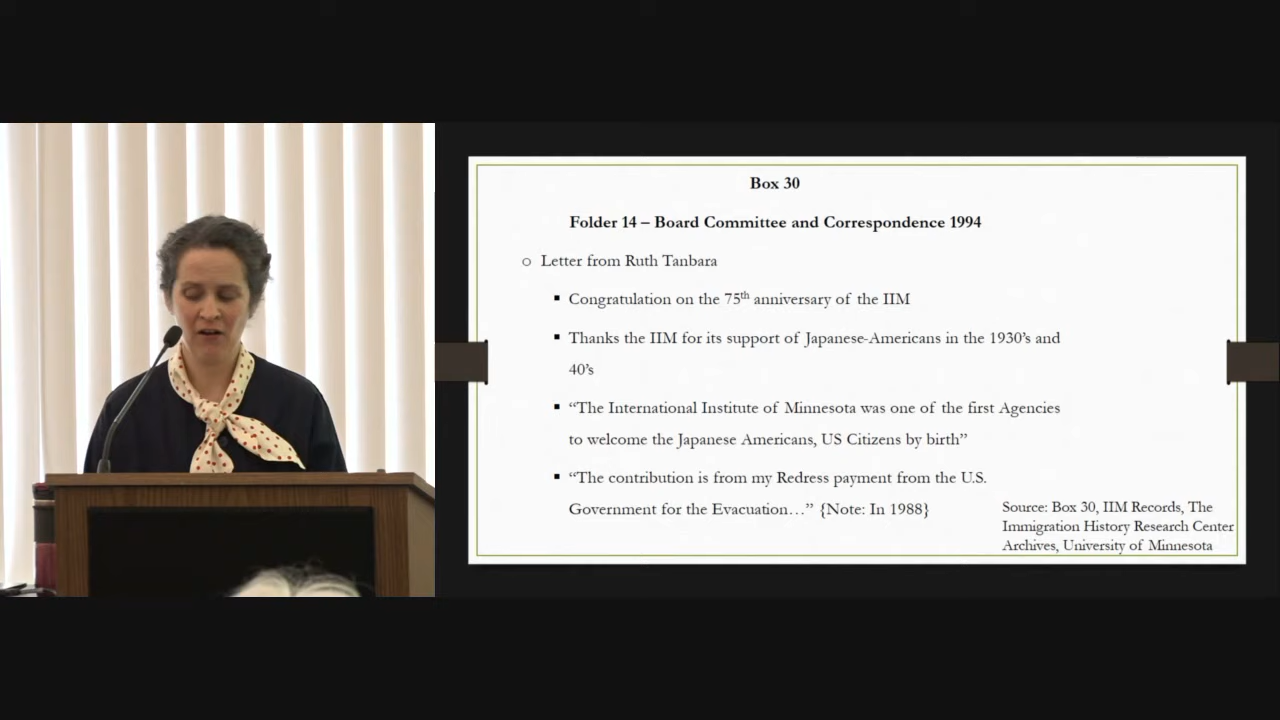 Box 30
Folder 14 – Board Committee and Correspondence 1994
o Letter from Ruth Tanbara
▪ Congratulation on the 75th anniversary of the IIM
▪ Thanks the IIM for its support of Japanese-Americans in the 1930’s and
40’s
▪ “The International Institute of Minnesota was one of the first Agencies
to welcome the Japanese Americans, US Citizens by birth”
▪ “The contribution is from my Redress payment from the U.S.
Government for the Evacuation…” {Note: In 1988}
Source: Box 30, IIM Records, The
Immigration History Research Center
Archives, University of Minnesota